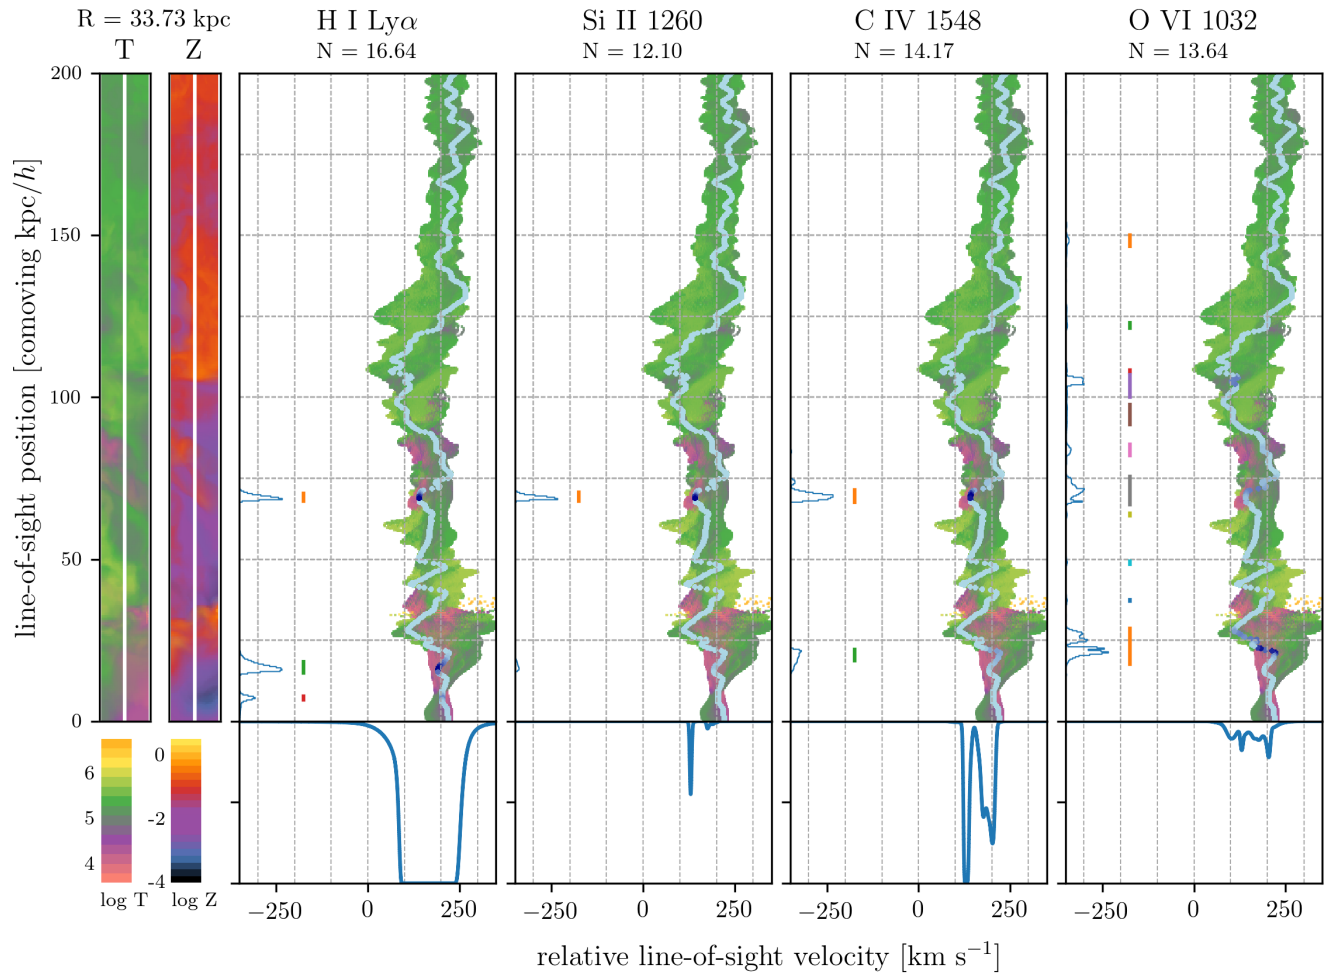 R = 33.73 kpc
T Z
H I Lyα
N = 16.64
Si II 1260
N = 12.10
C IV 1548
N = 14.17
O VI 1032
N = 13.64
line-of-sight position [comoving kpc/h]
200
150
100
50
0
6
5
4
log T
0
-2
-4
log Z
−250 0 250
−250 0 250
−250 0 250
−250 0 250
relative line-of-sight velocity [km s⁻¹]